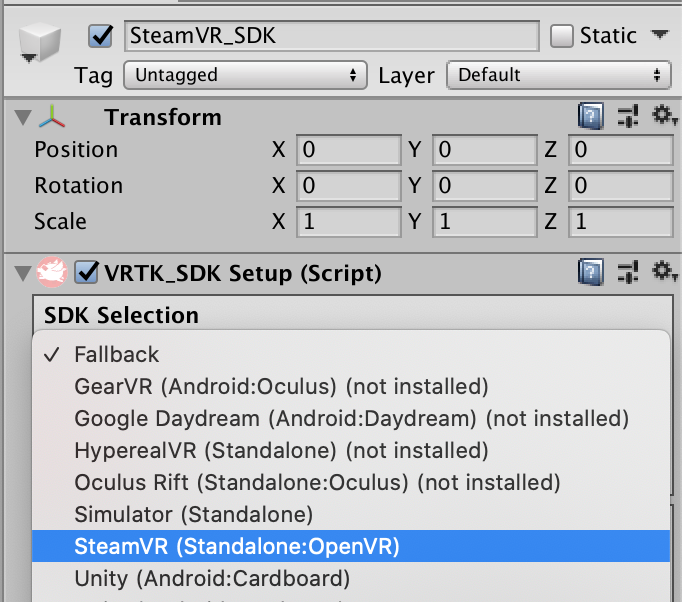 SteamVR_SDK Static
Tag Untagged Layer Default
Transform
Position X 0 Y 0 Z 0
Rotation X 0 Y 0 Z 0
Scale X 1 Y 1 Z 1
VRTK_SDK Setup (Script)
SDK Selection
✓ Fallback
GearVR (Android:Oculus) (not installed)
Google Daydream (Android:Daydream) (not installed)
HyperealVR (Standalone) (not installed)
Oculus Rift (Standalone:Oculus) (not installed)
Simulator (Standalone)
SteamVR (Standalone:OpenVR)
Unity (Android:Cardboard)